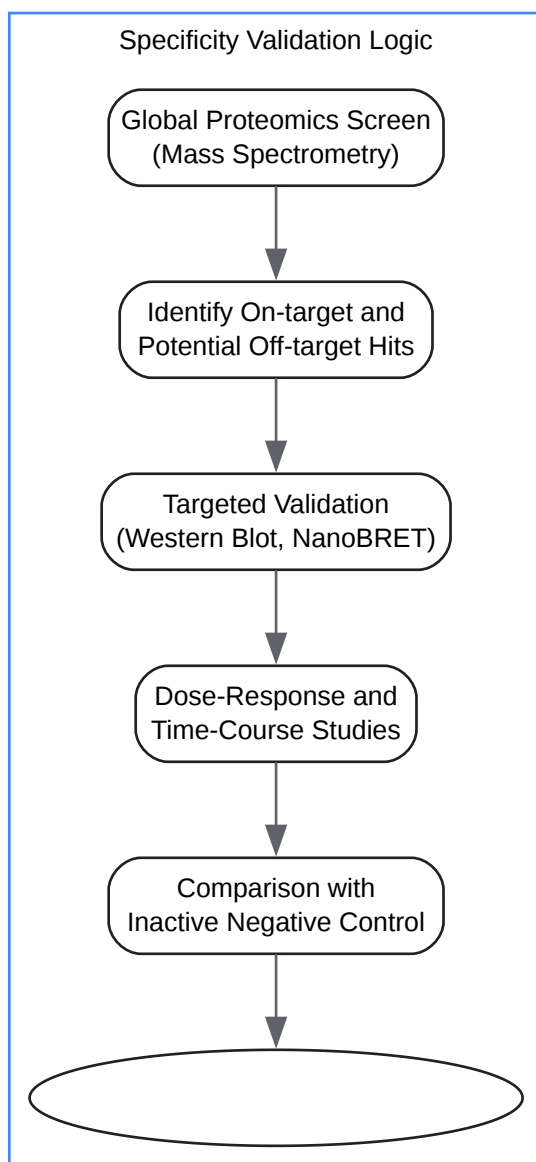 Specificity Validation Logic
Global Proteomics Screen
(Mass Spectrometry)
Identify On-target and
Potential Off-target Hits
Targeted Validation
(Western Blot, NanoBRET)
Dose-Response and
Time-Course Studies
Comparison with
Inactive Negative Control